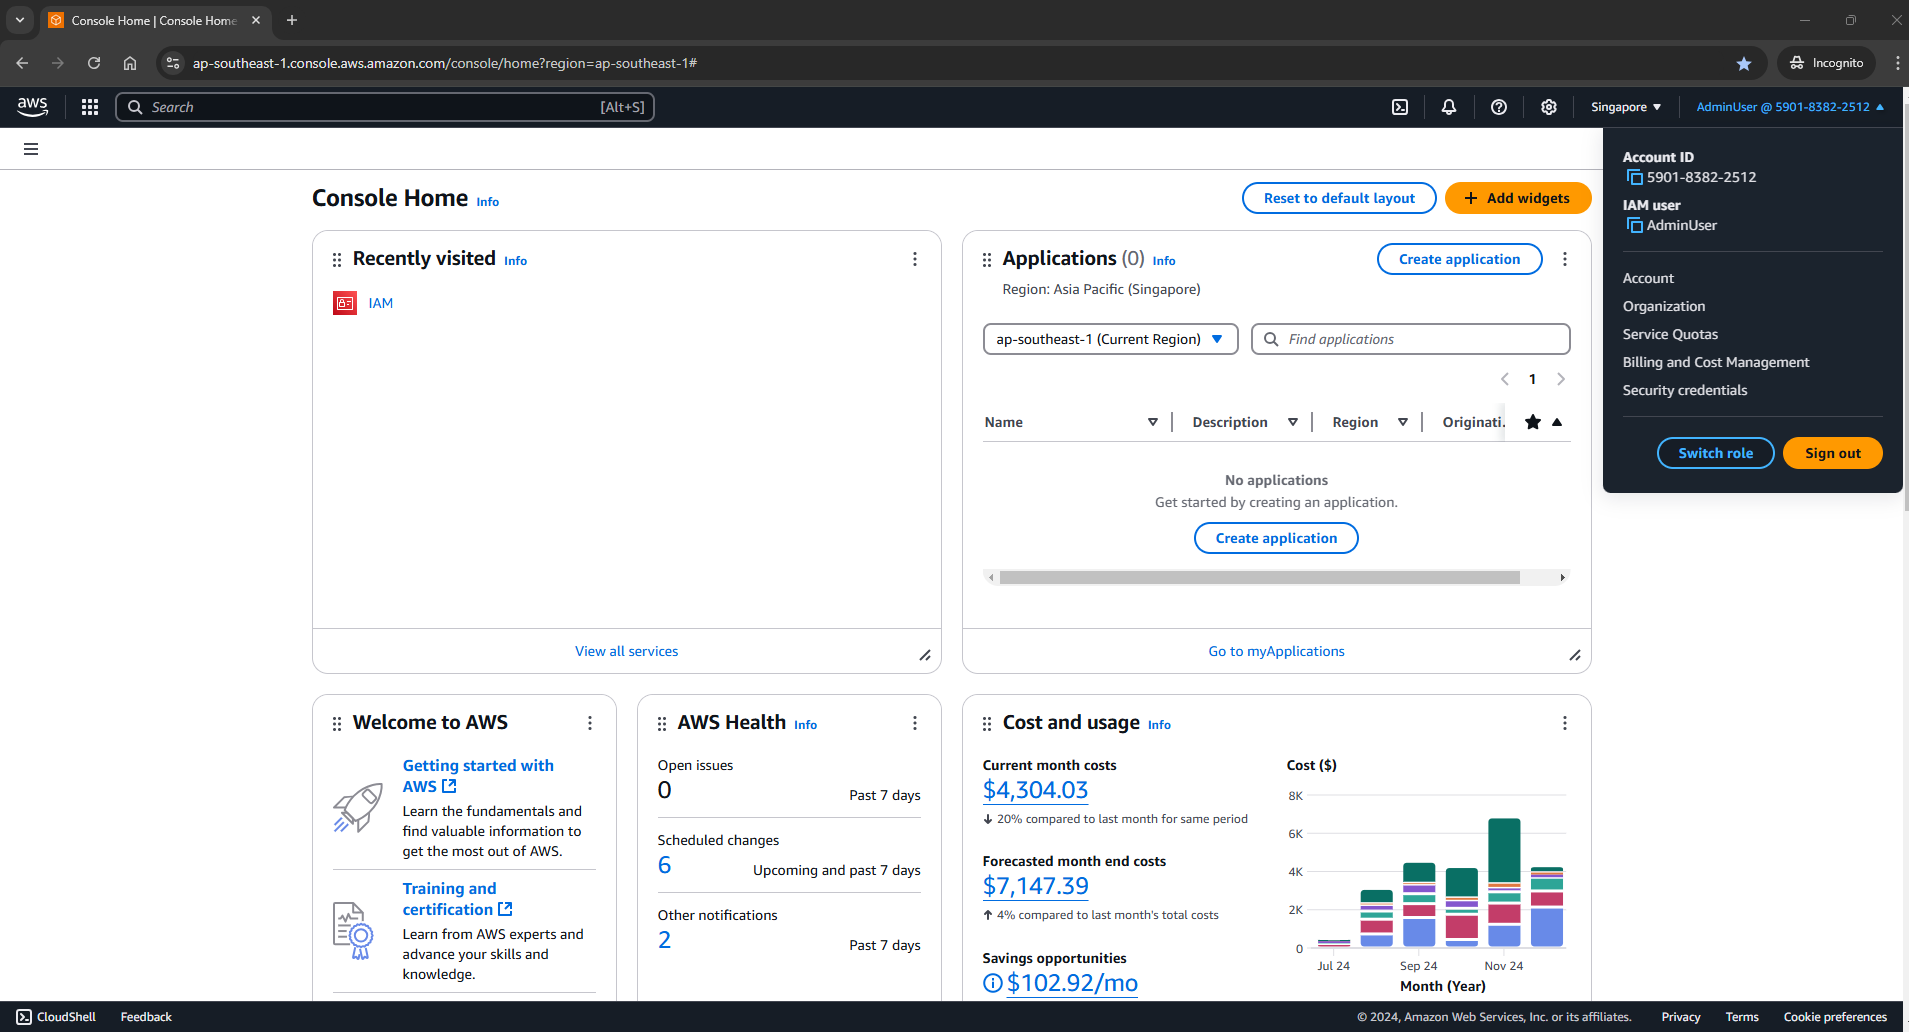 Console Home | Console Home
ap-southeast-1.console.aws.amazon.com/console/home?region=ap-southeast-1#
Incognito
aws
Search
[Alt+S]
Singapore
AdminUser @ 5901-8382-2512
Account ID
5901-8382-2512
IAM user
AdminUser
Account
Organization
Service Quotas
Billing and Cost Management
Security credentials
Switch role
Sign out
Console Home Info
Reset to default layout
Add widgets
Recently visited Info
IAM
View all services
Applications (0) Info
Create application
Region: Asia Pacific (Singapore)
ap-southeast-1 (Current Region)
Find applications
1
Name
Description
Region
Originati.
No applications
Get started by creating an application.
Create application
Go to myApplications
Welcome to AWS
Getting started with
AWS
Learn the fundamentals and
find valuable information to
get the most out of AWS.
Training and
certification
Learn from AWS experts and
advance your skills and
knowledge.
AWS Health Info
Open issues
0
Past 7 days
Scheduled changes
6
Upcoming and past 7 days
Other notifications
2
Past 7 days
Cost and usage Info
Current month costs
$4,304.03
20% compared to last month for same period
Forecasted month end costs
$7,147.39
4% compared to last month's total costs
Savings opportunities
$102.92/mo
Cost ($)
8K
6K
4K
2K
0
Jul 24
Sep 24
Nov 24
Month (Year)
CloudShell
Feedback
© 2024, Amazon Web Services, Inc. or its affiliates.
Privacy
Terms
Cookie preferences